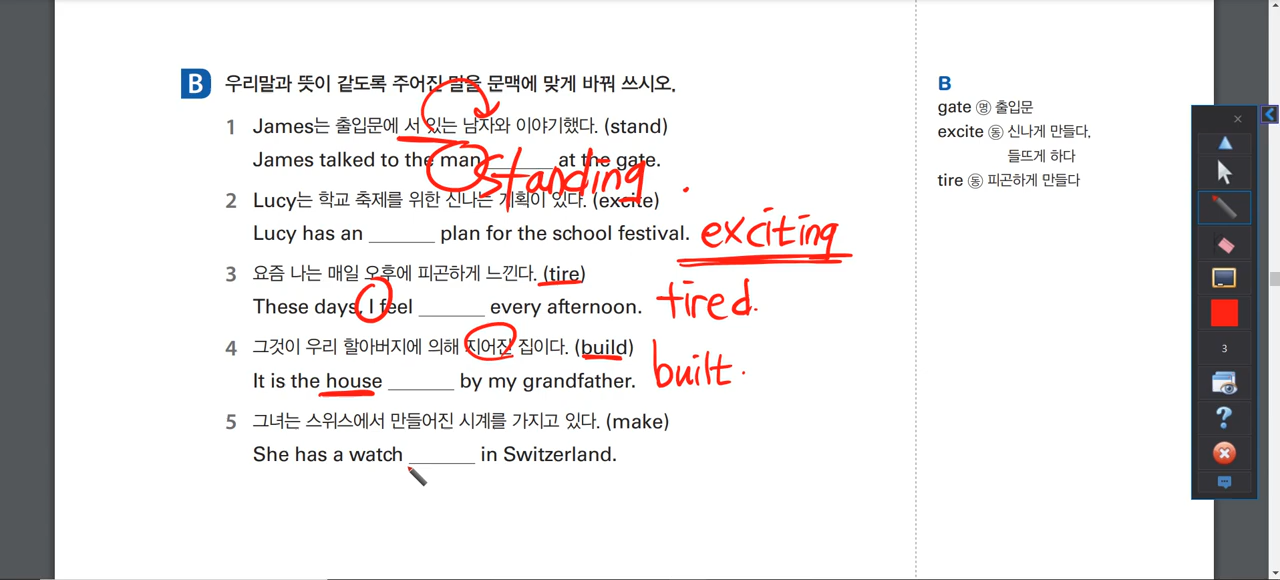 B 우리말과 뜻이 같도록 주어진 말을 문맥에 맞게 바꿔 쓰시오.
1 James는 출입문에 서 있는 남자와 이야기했다. (stand)
James talked to the man ______ at the gate.
standing.
2 Lucy는 학교 축제를 위한 신나는 기획이 있다. (excite)
Lucy has an ______ plan for the school festival. exciting
3 요즘 나는 매일 오후에 피곤하게 느낀다. (tire)
These days, I feel ______ every afternoon. tired.
4 그것이 우리 할아버지에 의해 지어진 집이다. (build)
It is the house ______ by my grandfather. built.
5 그녀는 스위스에서 만들어진 시계를 가지고 있다. (make)
She has a watch ______ in Switzerland.
B
gate 명 출입문
excite 동 신나게 만들다,
들뜨게 하다
tire 동 피곤하게 만들다
3